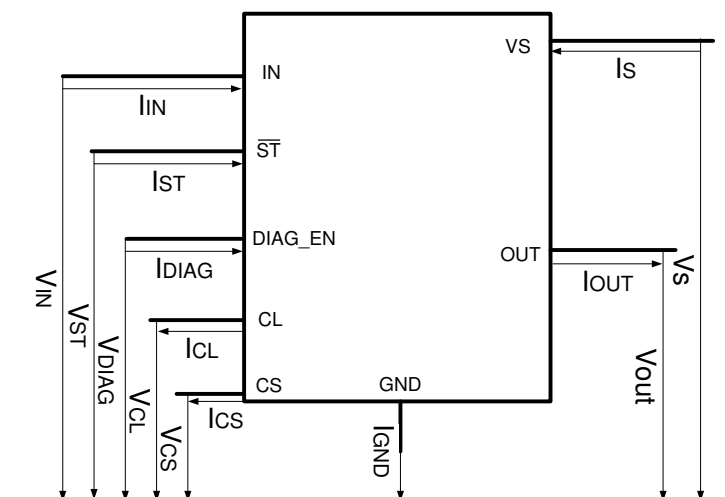 VS
IS
IN
IIN
S̅T̅
IST
DIAG_EN
IDIAG
OUT
IOUT
CL
ICL
CS
ICS
GND
IGND
VIN
VST
VDIAG
VCL
VCS
Vout
VS